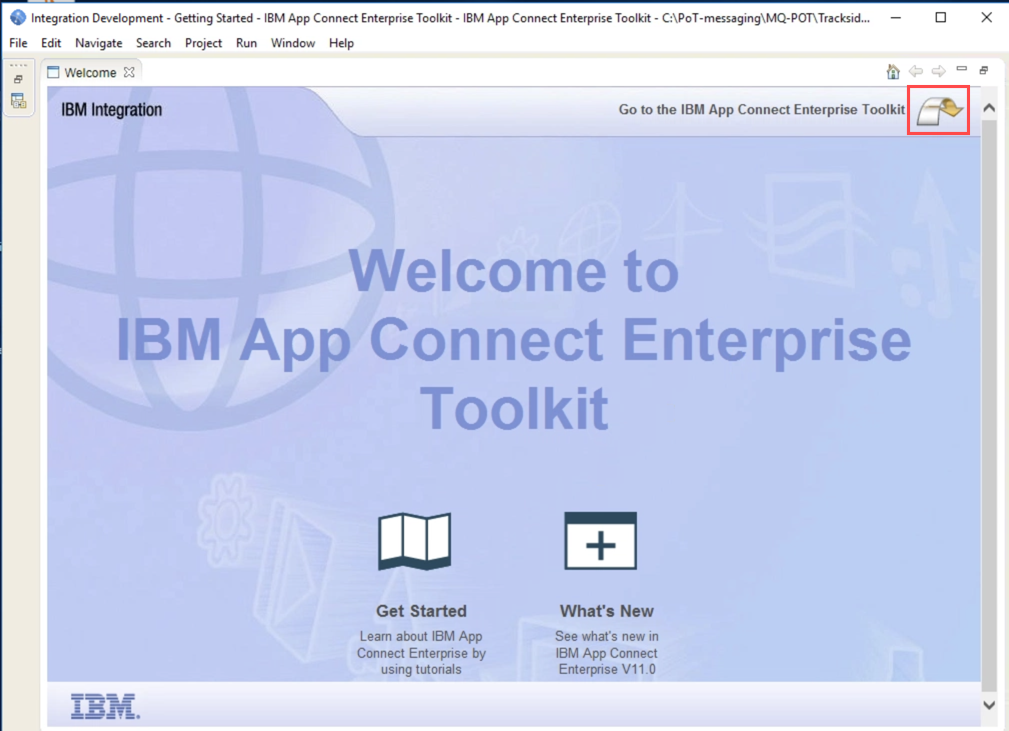 Integration Development - Getting Started - IBM App Connect Enterprise Toolkit - IBM App Connect Enterprise Toolkit - C:\PoT-messaging\MQ-POT\Tracksid...
File Edit Navigate Search Project Run Window Help
Welcome
IBM Integration
Go to the IBM App Connect Enterprise Toolkit
Welcome to
IBM App Connect Enterprise
Toolkit
Get Started
Learn about IBM App
Connect Enterprise by
using tutorials
What's New
See what's new in
IBM App Connect
Enterprise V11.0
IBM.